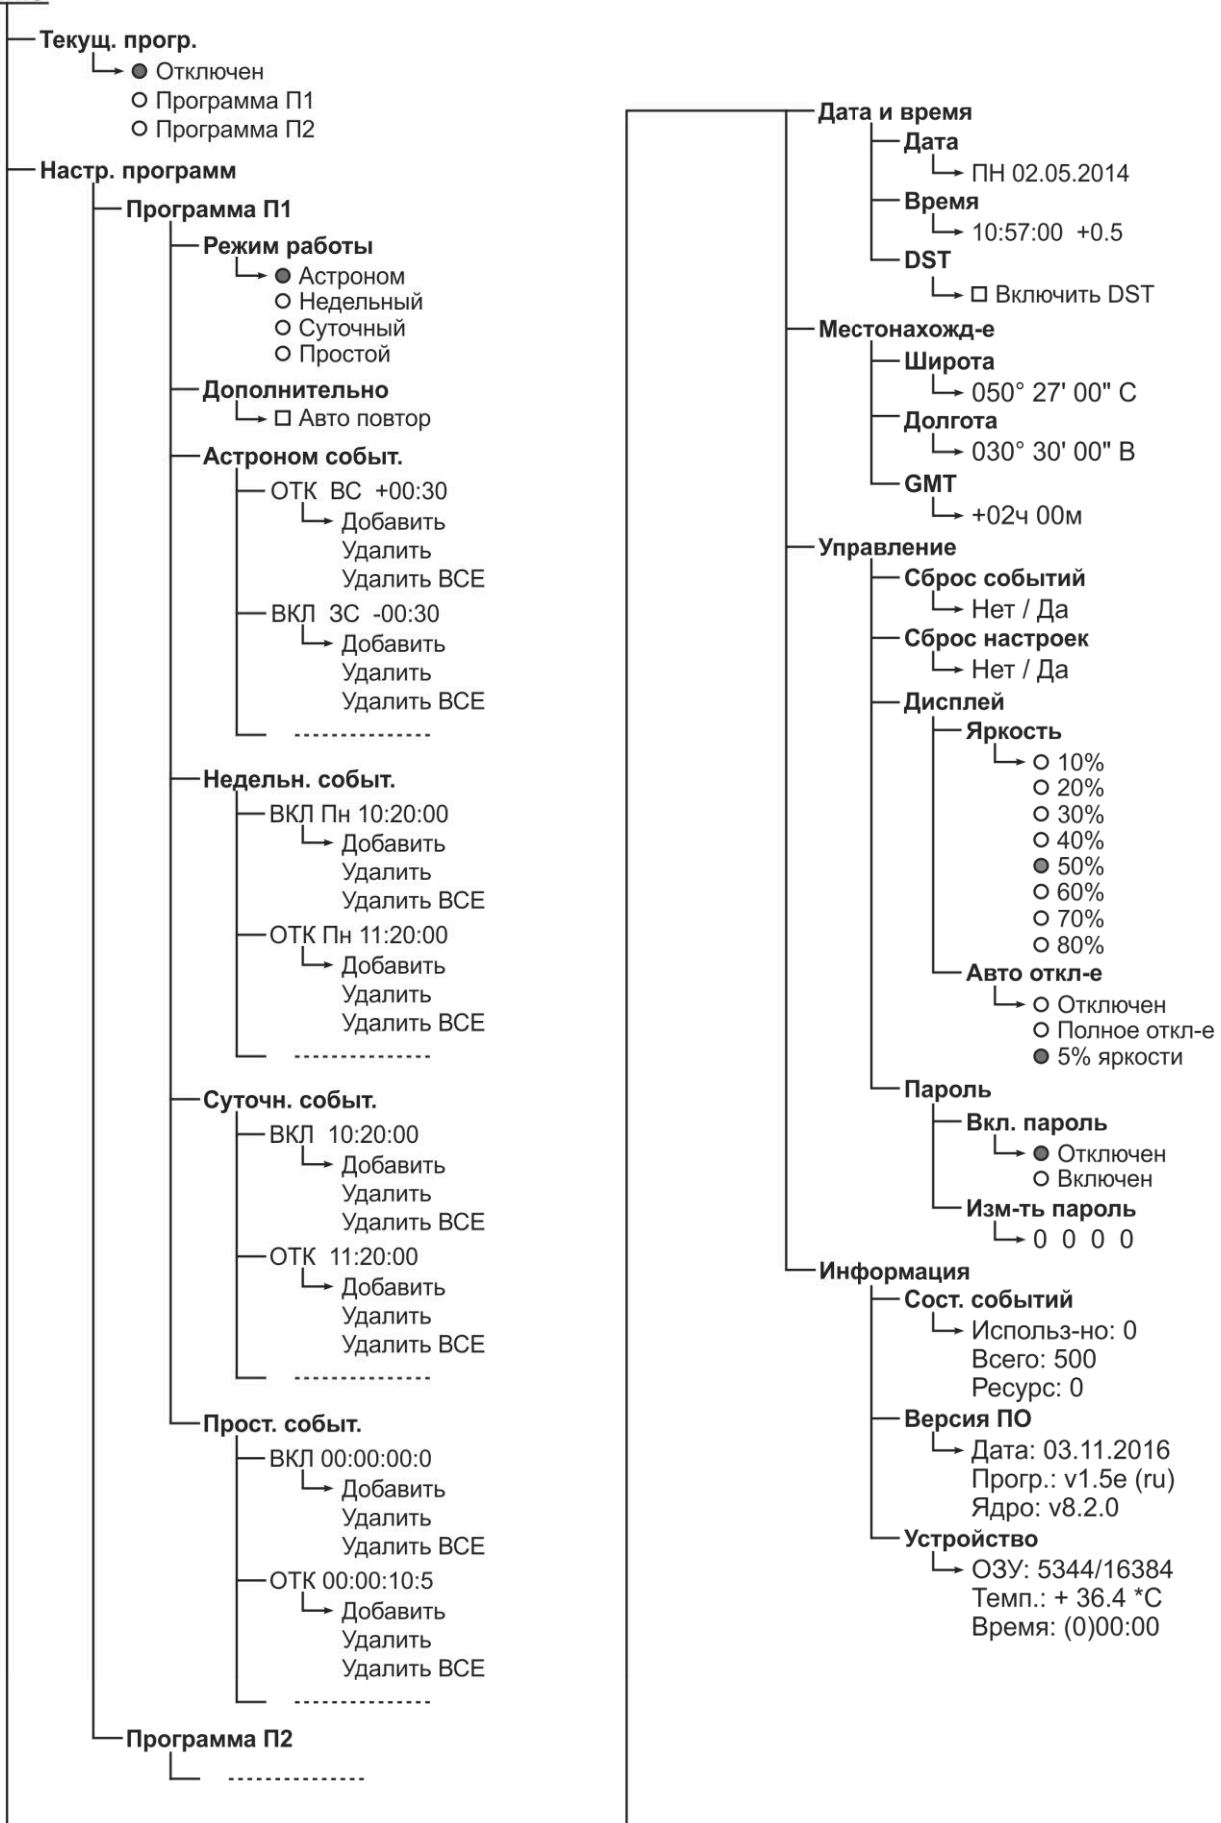 Текущ. прогр.
Отключен
Программа П1
Программа П2
Настр. программ
Программа П1
Режим работы
Астроном
Недельный
Суточный
Простой
Дополнительно
Авто повтор
Астроном событ.
ОТК ВС +00:30
Добавить
Удалить
Удалить ВСЕ
ВКЛ ЗС -00:30
Добавить
Удалить
Удалить ВСЕ
Недельн. событ.
ВКЛ Пн 10:20:00
Добавить
Удалить
Удалить ВСЕ
ОТК Пн 11:20:00
Добавить
Удалить
Удалить ВСЕ
Суточн. событ.
ВКЛ 10:20:00
Добавить
Удалить
Удалить ВСЕ
ОТК 11:20:00
Добавить
Удалить
Удалить ВСЕ
Прост. событ.
ВКЛ 00:00:00:0
Добавить
Удалить
Удалить ВСЕ
ОТК 00:00:10:5
Добавить
Удалить
Удалить ВСЕ
Программа П2
Дата и время
Дата
ПН 02.05.2014
Время
10:57:00 +0.5
DST
Включить DST
Местонахожд-е
Широта
050° 27' 00" С
Долгота
030° 30' 00" В
GMT
+02ч 00м
Управление
Сброс событий
Нет / Да
Сброс настроек
Нет / Да
Дисплей
Яркость
10%
20%
30%
40%
50%
60%
70%
80%
Авто откл-е
Отключен
Полное откл-е
5% яркости
Пароль
Вкл. пароль
Отключен
Включен
Изм-ть пароль
0 0 0 0
Информация
Сост. событий
Использ-но: 0
Всего: 500
Ресурс: 0
Версия ПО
Дата: 03.11.2016
Прогр.: v1.5e (ru)
Ядро: v8.2.0
Устройство
ОЗУ: 5344/16384
Темп.: + 36.4 *C
Время: (0)00:00